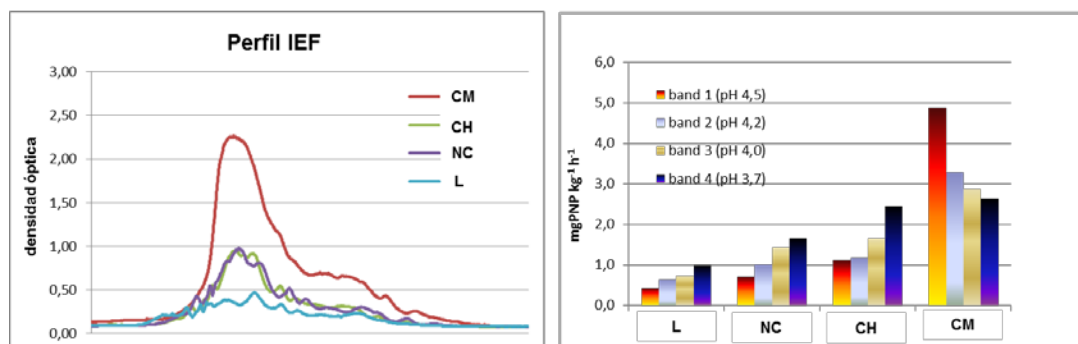 Perfil IEF
densidad óptica
3,00
2,50
2,00
1,50
1,00
0,50
0,00
CM
CH
NC
L
mgPNP kg⁻¹ h⁻¹
6,0
5,0
4,0
3,0
2,0
1,0
0,0
band 1 (pH 4,5)
band 2 (pH 4,2)
band 3 (pH 4,0)
band 4 (pH 3,7)
L NC CH CM